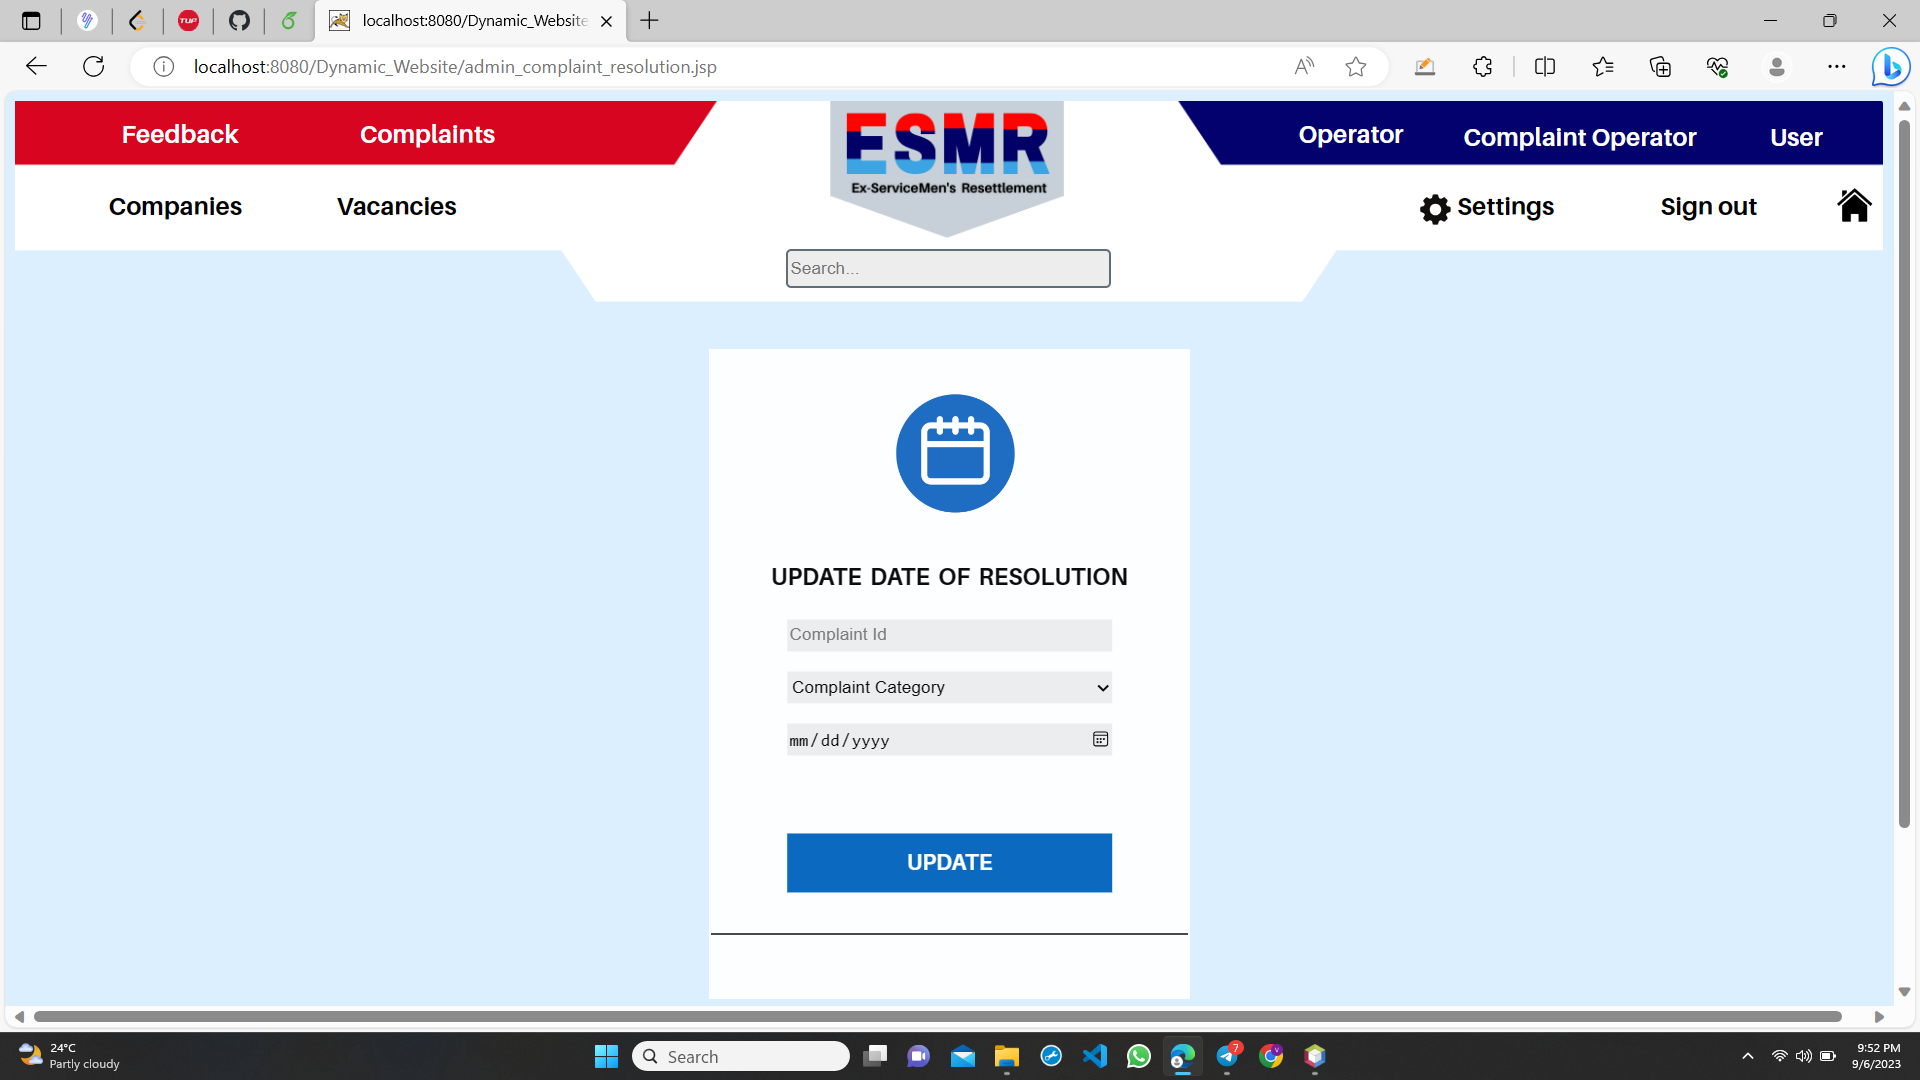 localhost:8080/Dynamic_Website
localhost:8080/Dynamic_Website/admin_complaint_resolution.jsp
Feedback
Complaints
ESMR
Ex-ServiceMen's Resettlement
Operator
Complaint Operator
User
Companies
Vacancies
Settings
Sign out
Search...
UPDATE DATE OF RESOLUTION
Complaint Id
Complaint Category
mm/dd/yyyy
UPDATE
24°C
Partly cloudy
Search
7
9:52 PM
9/6/2023
TUF